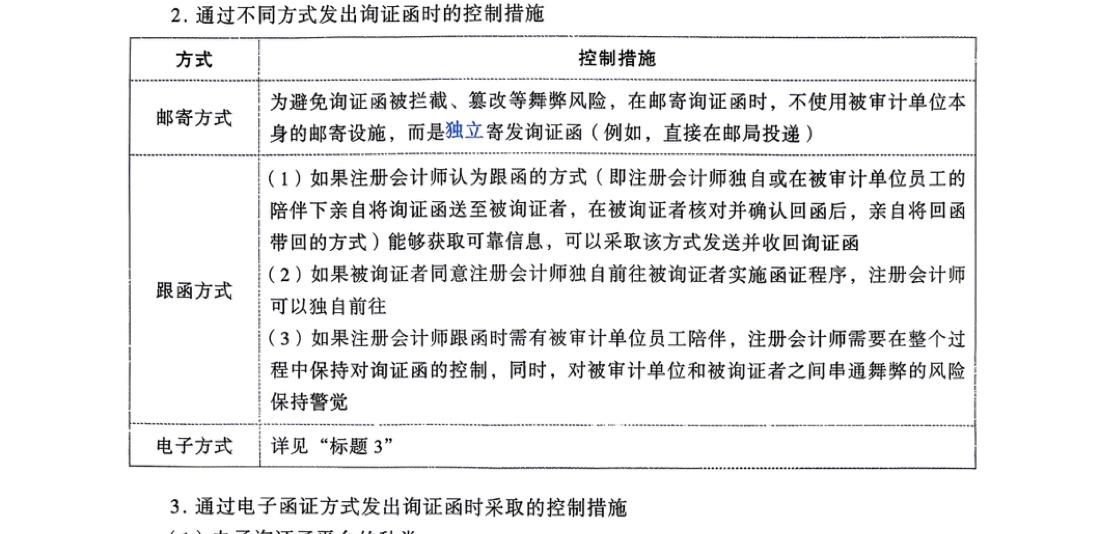 2. 通过不同方式发出询证函时的控制措施
方式
控制措施
邮寄方式
为避免询证函被拦截、篡改等舞弊风险，在邮寄询证函时，不使用被审计单位本
身的邮寄设施，而是独立寄发询证函（例如，直接在邮局投递）
跟函方式
（1）如果注册会计师认为跟函的方式（即注册会计师独自或在被审计单位员工的
陪伴下亲自将询证函送至被询证者，在被询证者核对并确认回函后，亲自将回函
带回的方式）能够获取可靠信息，可以采取该方式发送并收回询证函
（2）如果被询证者同意注册会计师独自前往被询证者实施函证程序，注册会计师
可以独自前往
（3）如果注册会计师跟函时需有被审计单位员工陪伴，注册会计师需要在整个过
程中保持对询证函的控制，同时，对被审计单位和被询证者之间串通舞弊的风险
保持警觉
电子方式
详见“标题 3”
3. 通过电子函证方式发出询证函时采取的控制措施